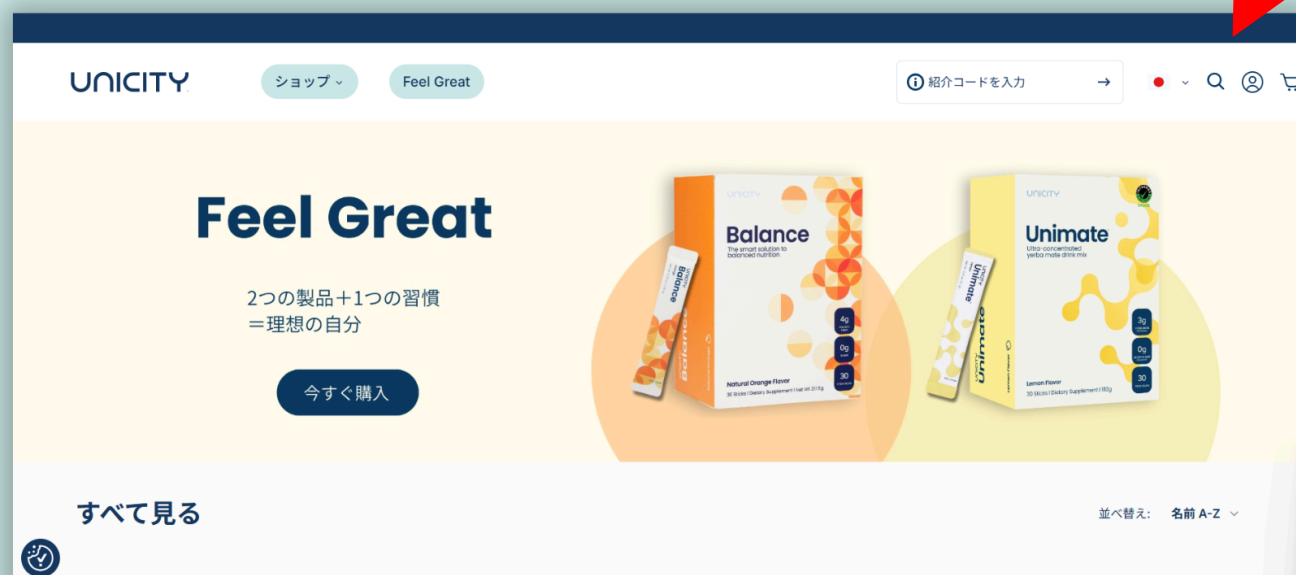 UNICITY
ショップ
Feel Great
紹介コードを入力
Feel Great
2つの製品＋1つの習慣
＝理想の自分
今すぐ購入
UNICITY
Balance
The smart solution to
balanced nutrition
4g
0g
30
Natural Orange Flavor
Balance
Balance
UNICITY
Unimate
Ultra-concentrated
yerba mate drink mix
3g
0g
30
Lemon Flavor
Unimate
UNICITY
Unimate
すべて見る
並べ替え: 名前 A-Z